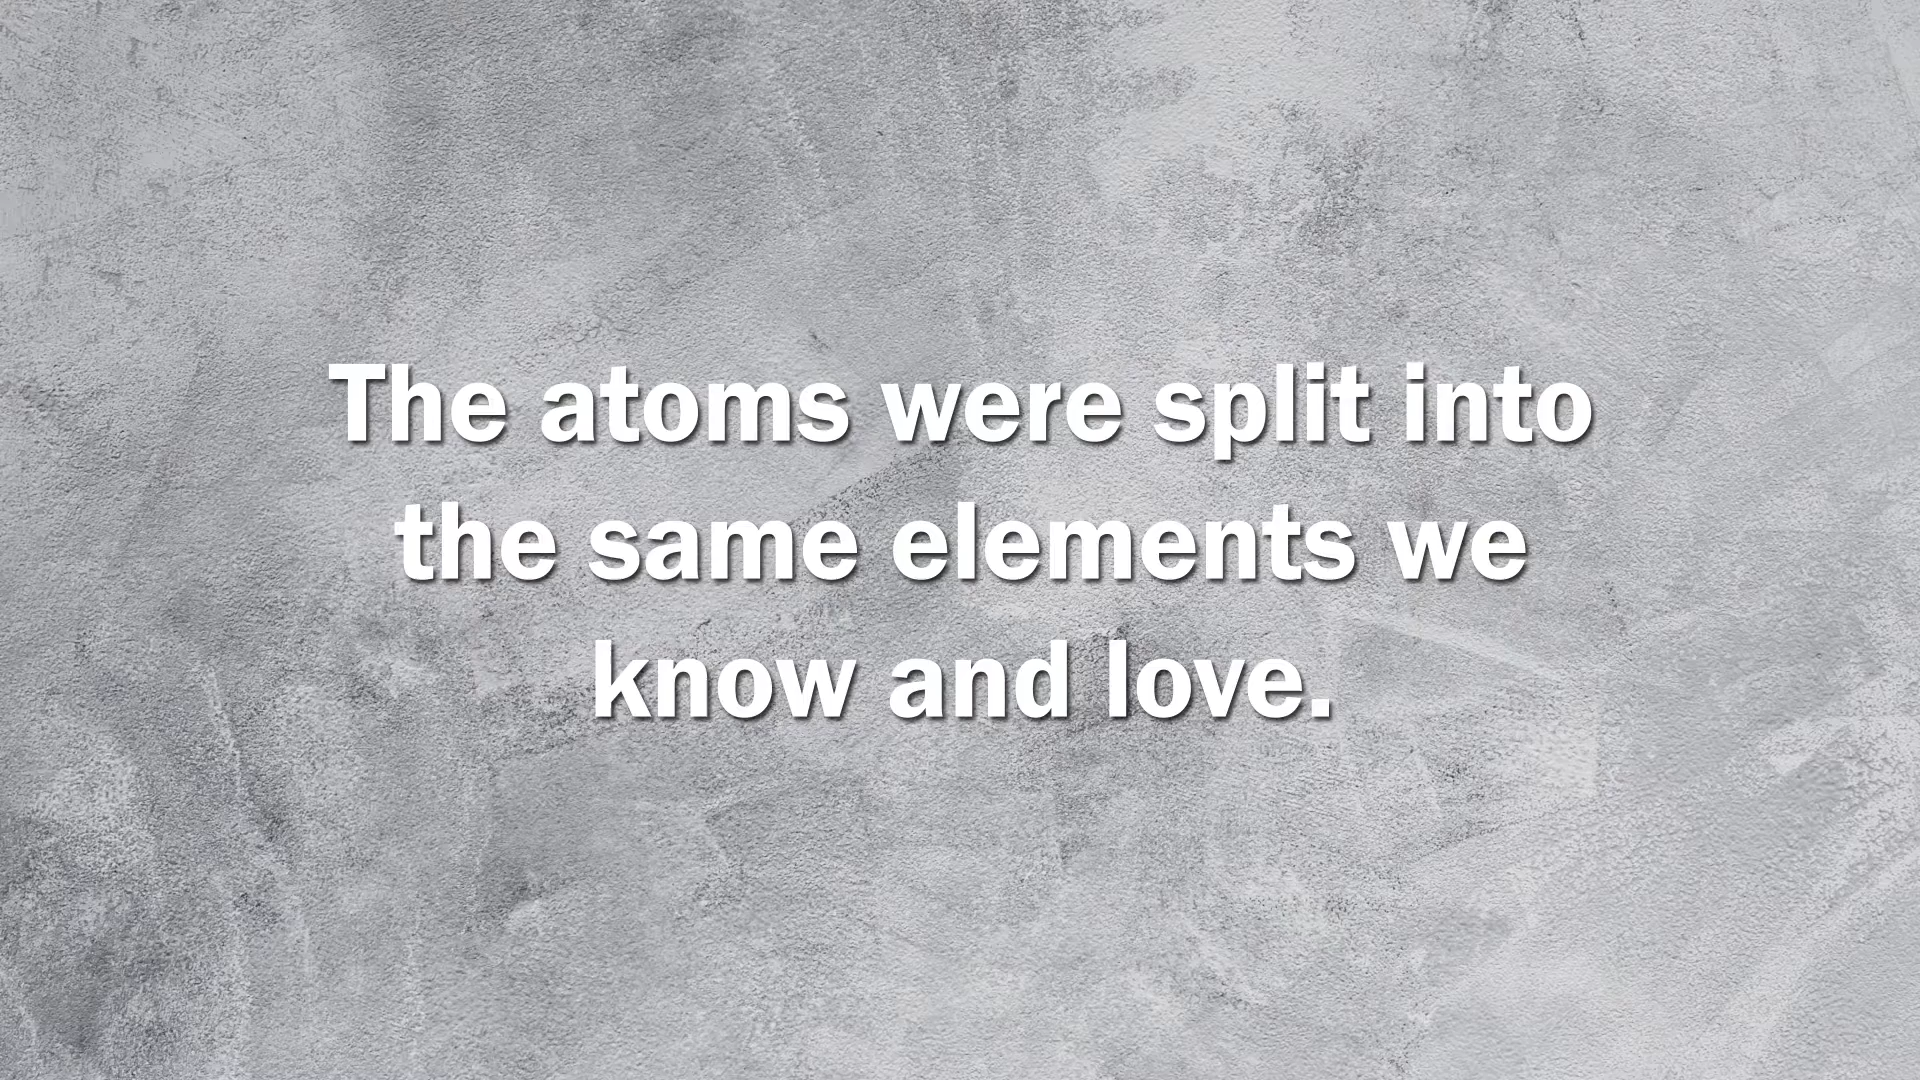 The atoms were split into
the same elements we
know and love.